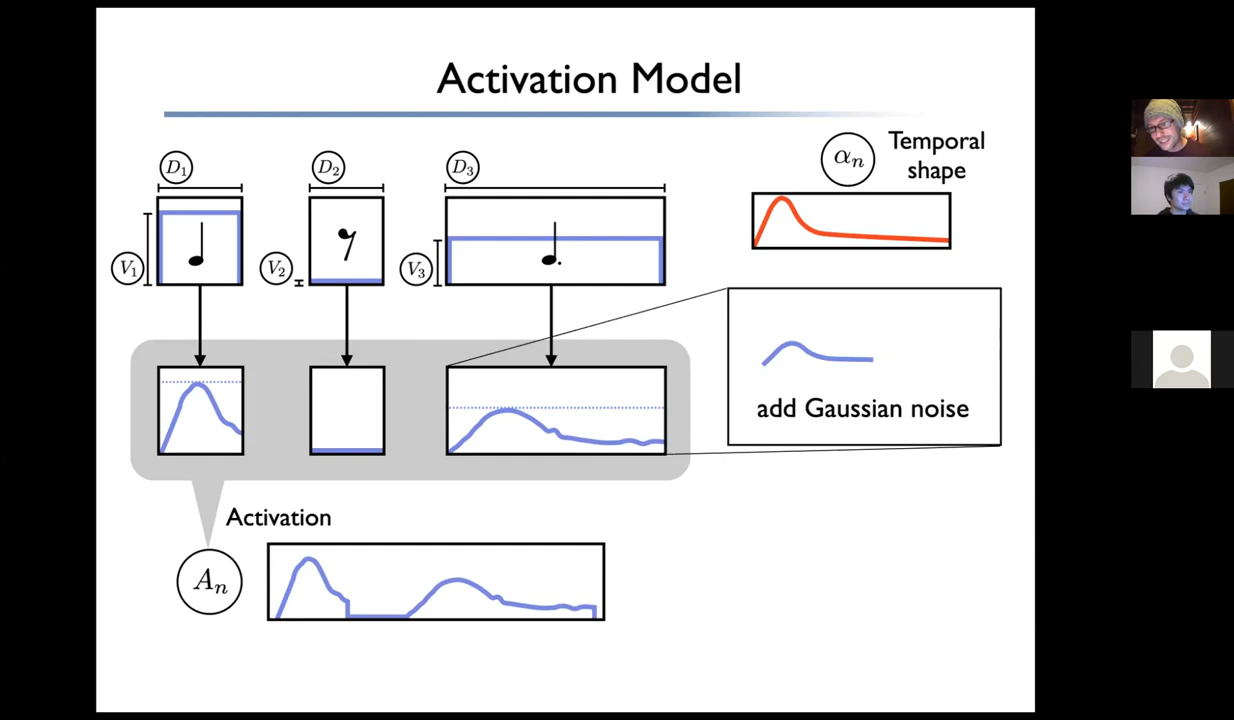 Activation Model
αₙ
Temporal
shape
D₁
D₂
D₃
V₁
V₂
V₃
add Gaussian noise
Activation
Aₙ